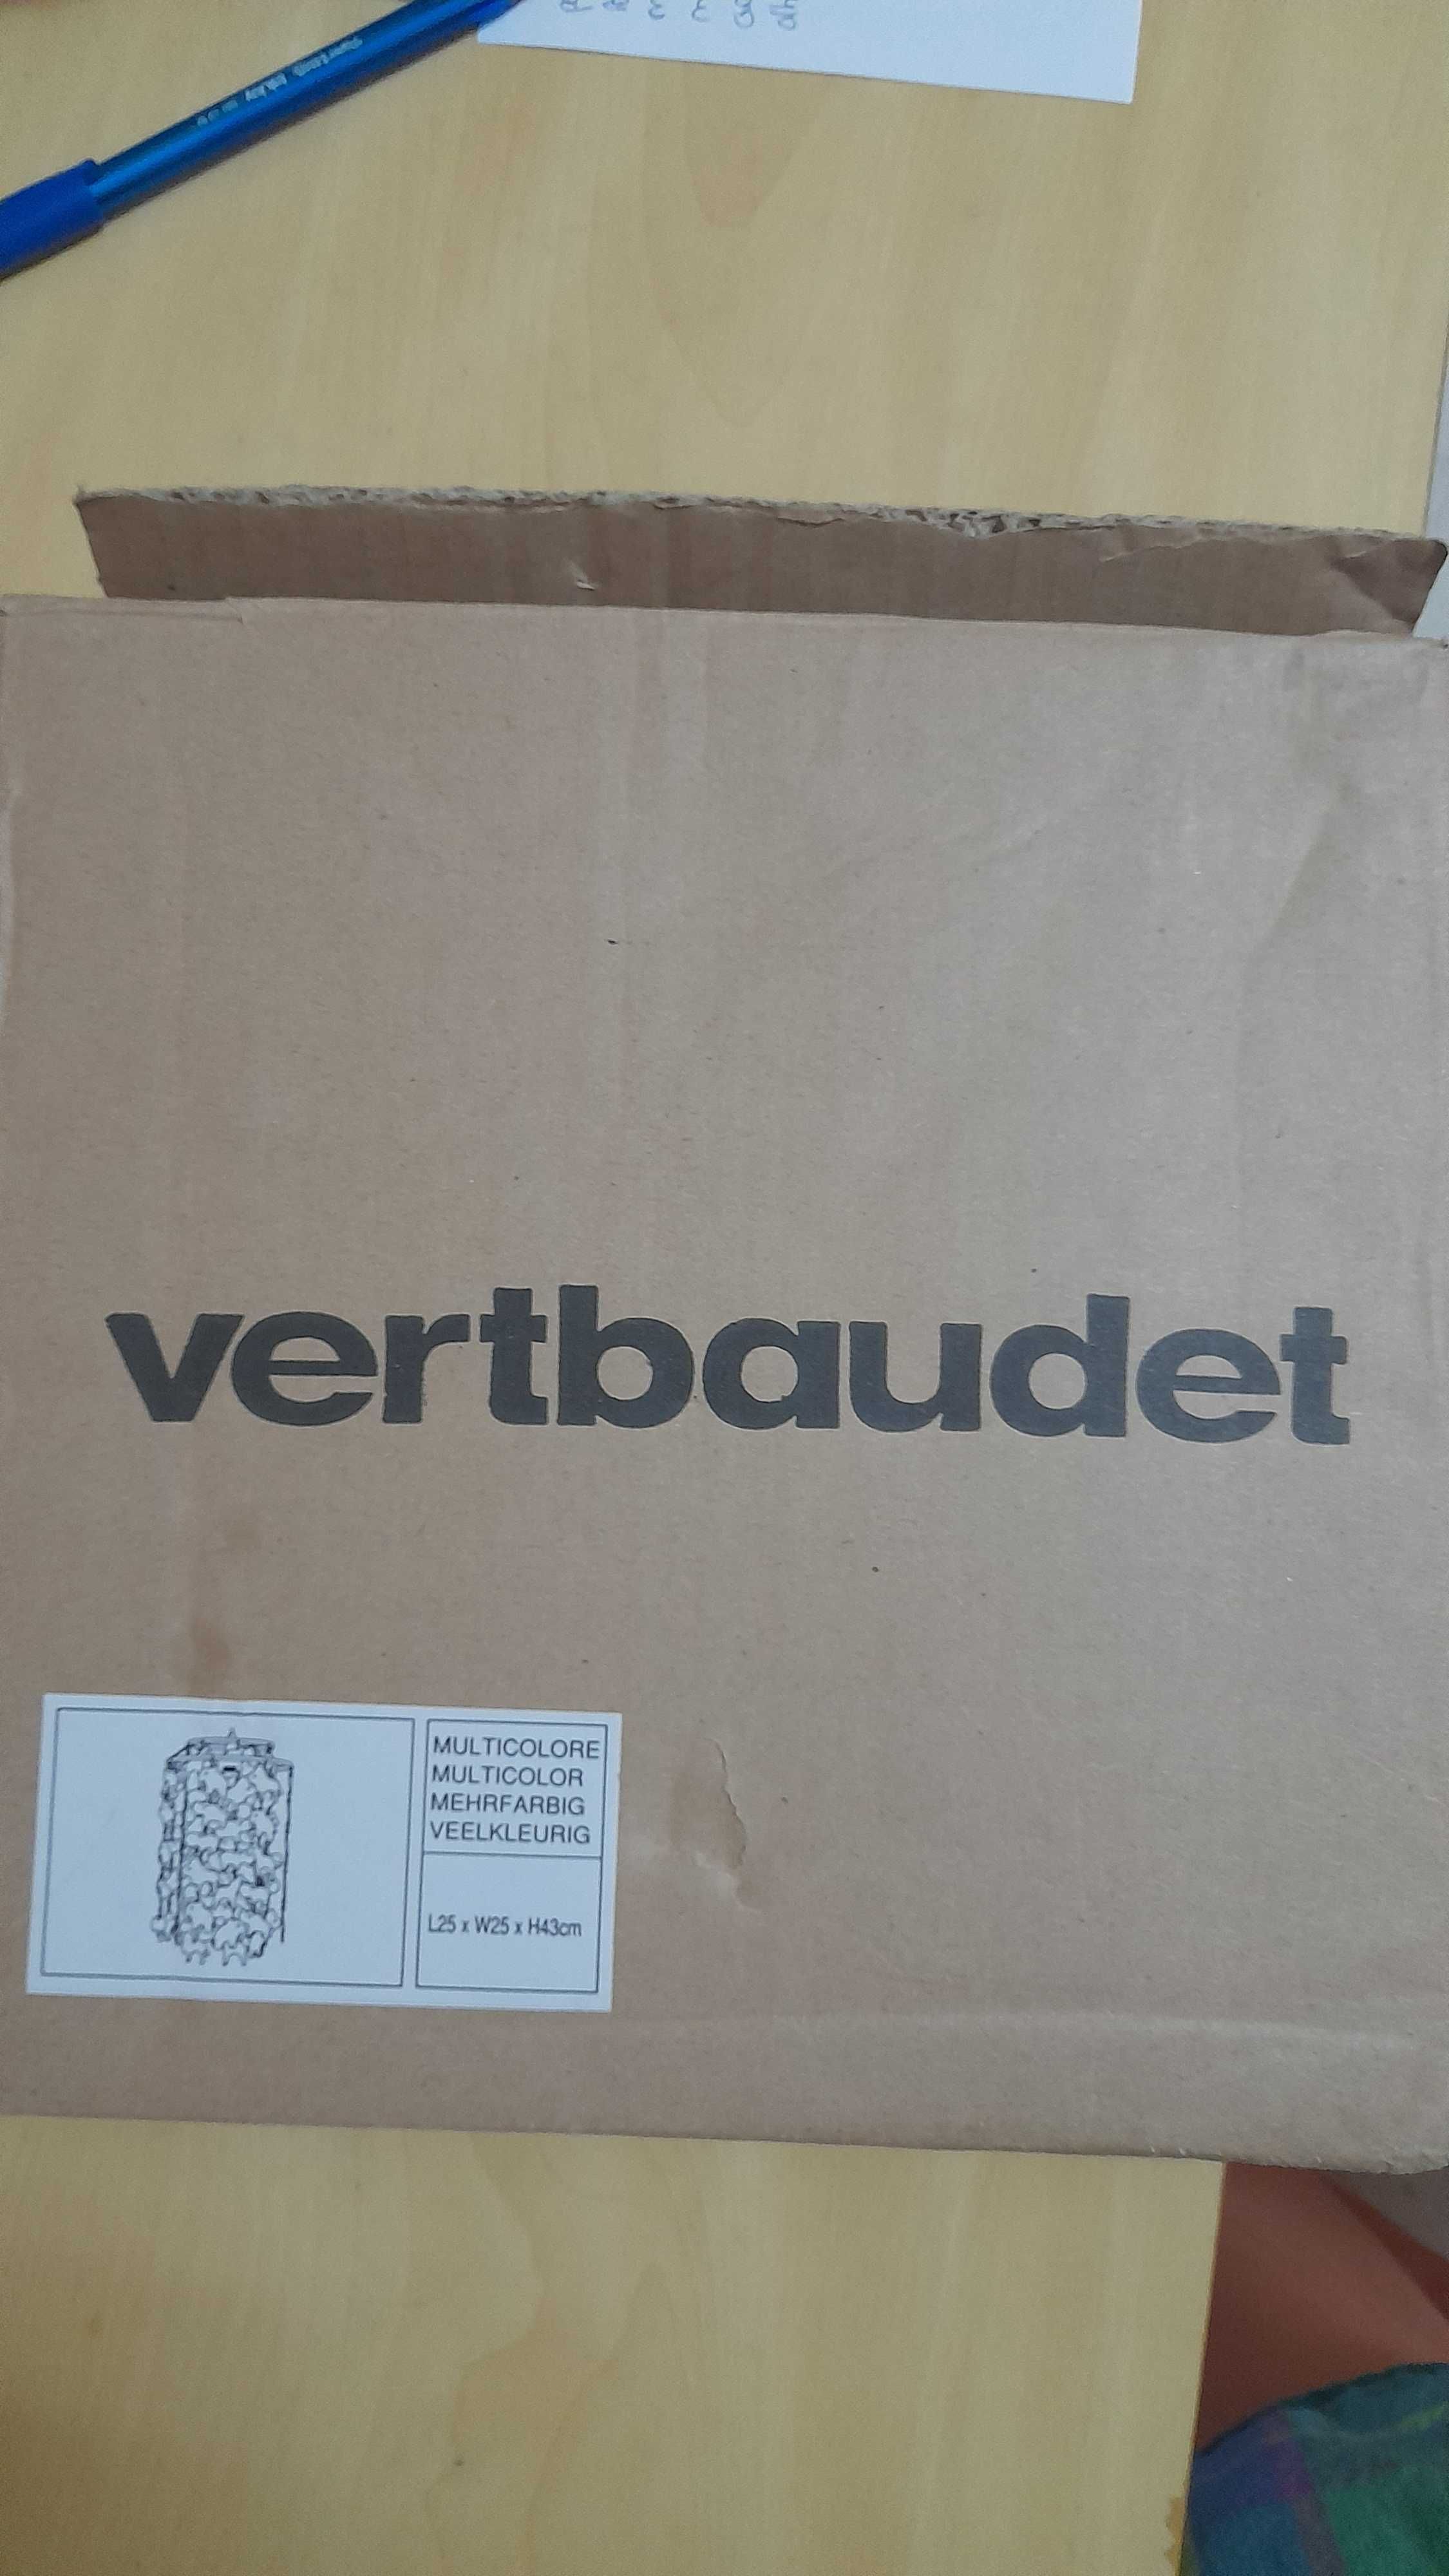 vertbaudet
MULTICOLORE
MULTICOLOR
MEHRFARBIG
VEELKLEURIG
L25 x W25 x H43cm